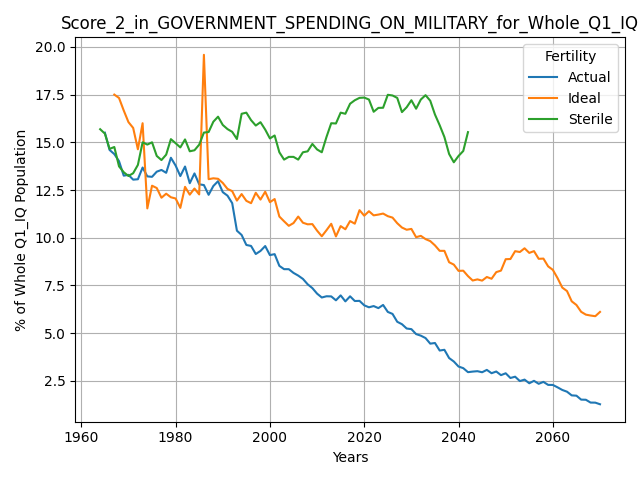 Score_2_in_GOVERNMENT_SPENDING_ON_MILITARY_for_Whole_Q1_IQ
20.0
17.5
15.0
12.5
10.0
7.5
5.0
2.5
% of Whole Q1_IQ Population
Fertility
Actual
Ideal
Sterile
1960
1980
2000
2020
2040
2060
Years